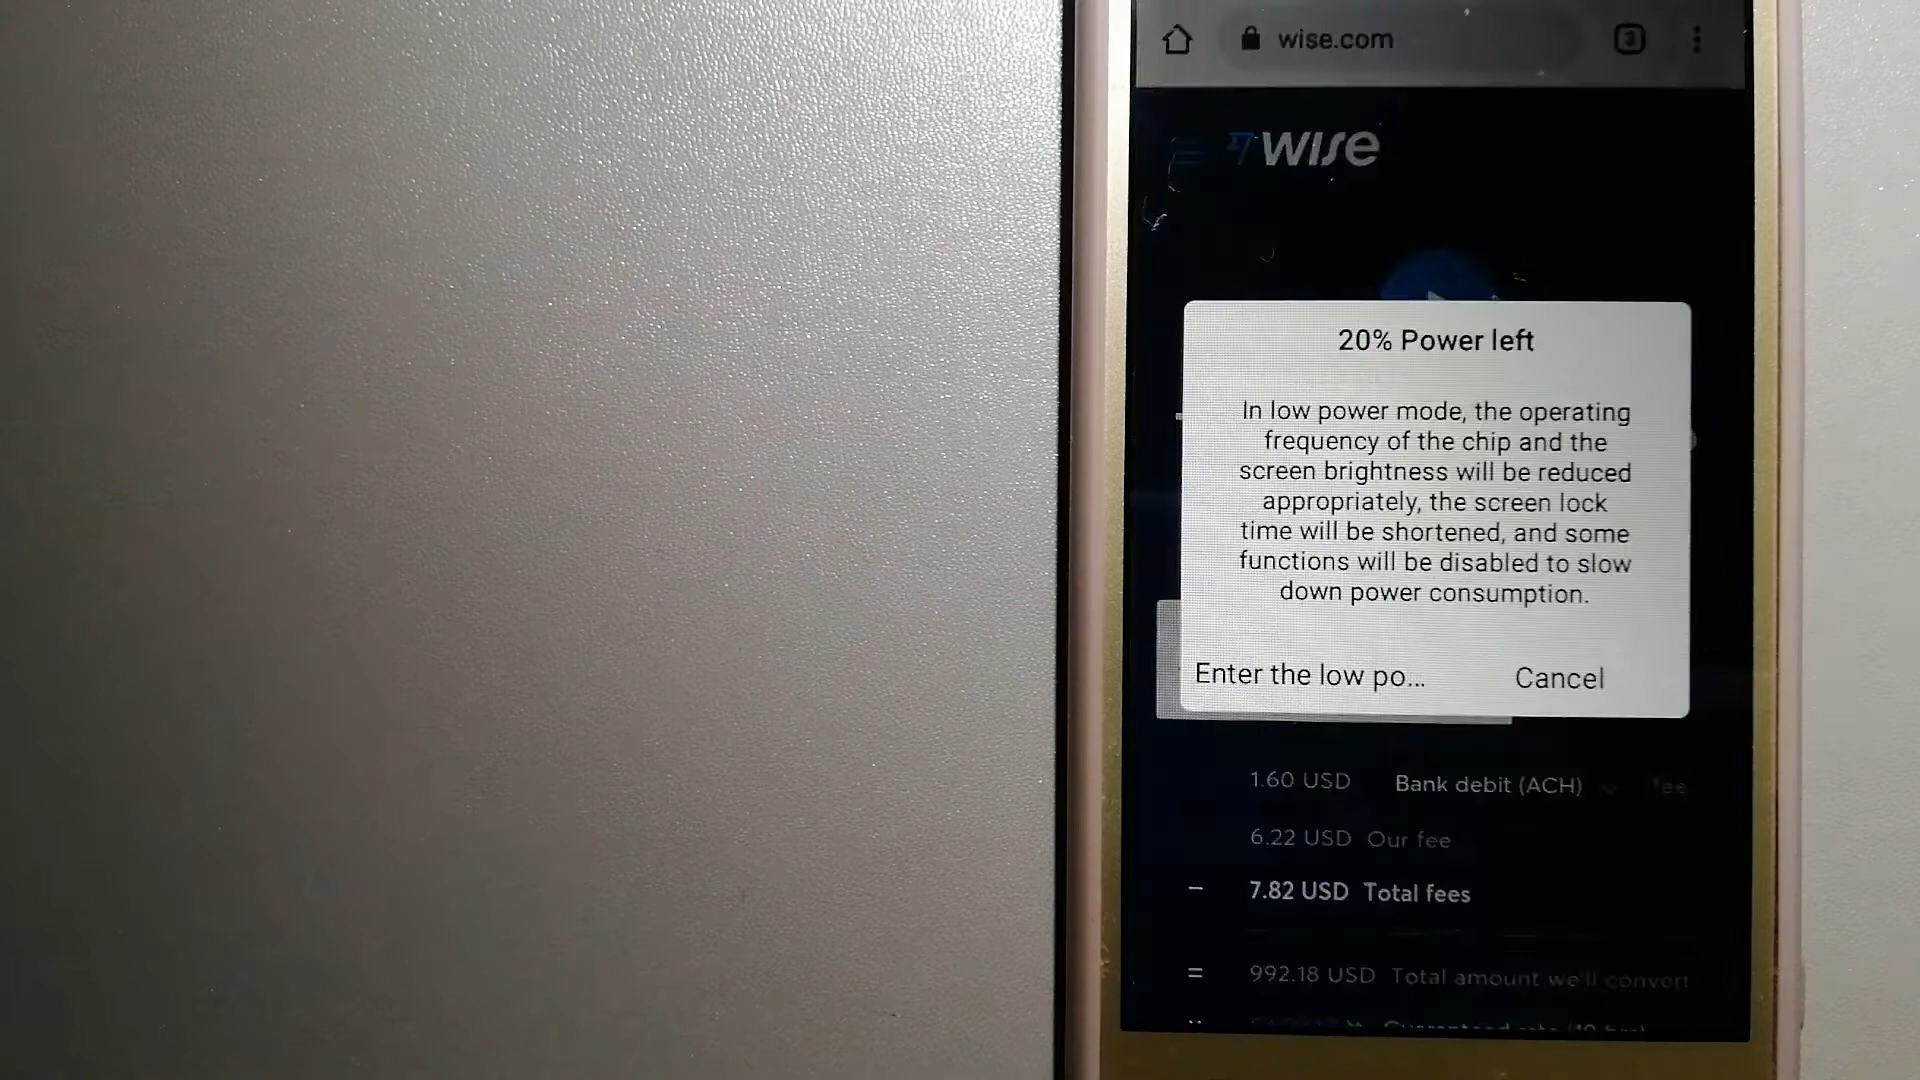 wise.com
3
wise
20% Power left
In low power mode, the operating
frequency of the chip and the
screen brightness will be reduced
appropriately, the screen lock
time will be shortened, and some
functions will be disabled to slow
down power consumption.
Enter the low po... Cancel
1.60 USD Bank debit (ACH) fee
6.22 USD Our fee
– 7.82 USD Total fees
= 992.18 USD Total amount we'll convert